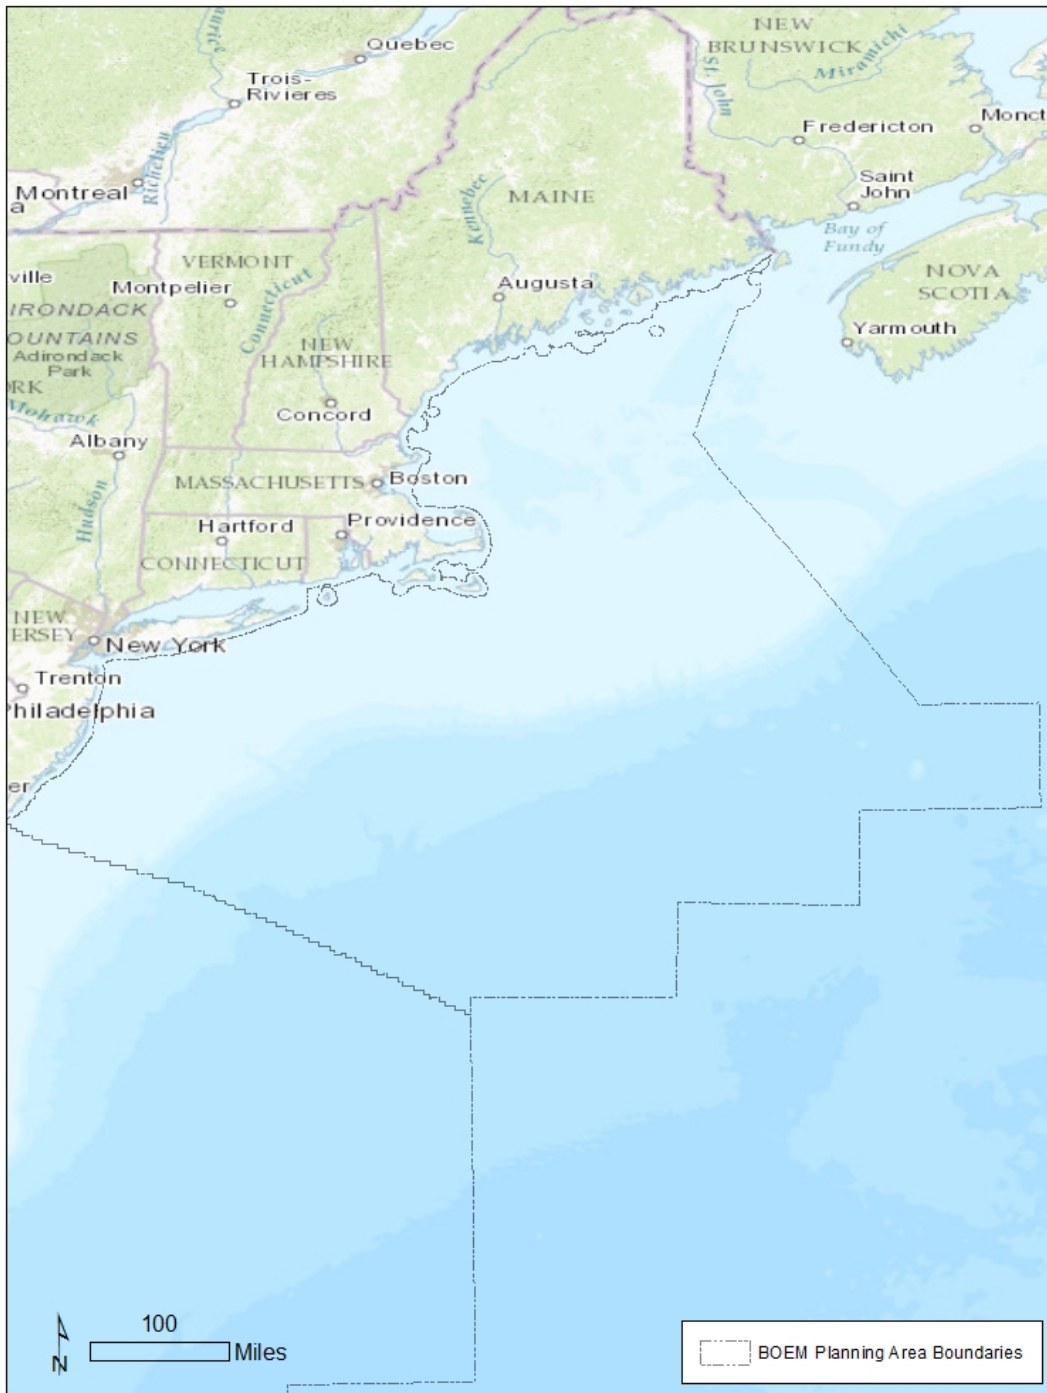 NEW
BRUNSWICK
Quebec
St. John
Miramichi
Trois-
Rivieres
Monct
Fredericton
Richelieu
Montreal
a
Saint
John
Kennebec
MAINE
Bay of
Fundy
VERMONT
ville
Montpelier
Connecticut
Augusta
NOVA
SCOTIA
IRONDACK
OUNTAINS
Adirondack
Park
RK
Yarmouth
NEW
HAMPSHIRE
Mohawk
Concord
Albany
Hudson
MASSACHUSETTS
Boston
Hartford
Providence
CONNECTICUT
NEW
ERSEY
New York
Trenton
Philadelphia
er
100
Miles
N
BOEM Planning Area Boundaries